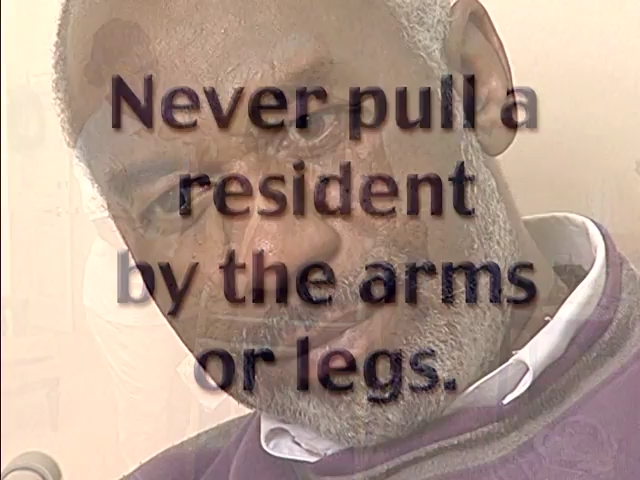 Never pull a
resident
by the arms
or legs.